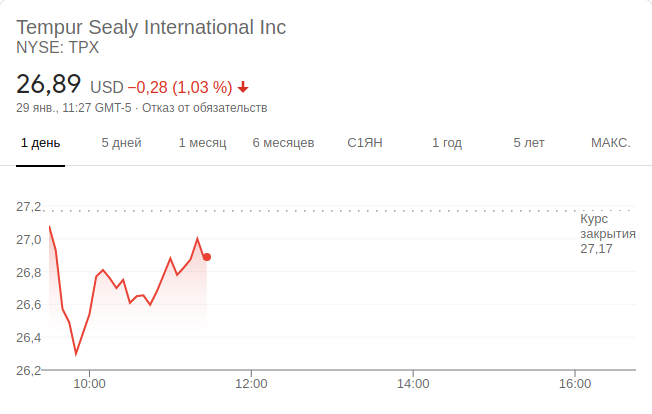 Tempur Sealy International Inc
NYSE: TPX
26,89 USD −0,28 (1,03 %)
29 янв., 11:27 GMT-5 · Отказ от обязательств
1 день 5 дней 1 месяц 6 месяцев С1ЯН 1 год 5 лет МАКС.
27,2
Курс
закрытия
27,17
27,0
26,8
26,6
26,4
26,2
10:00 12:00 14:00 16:00